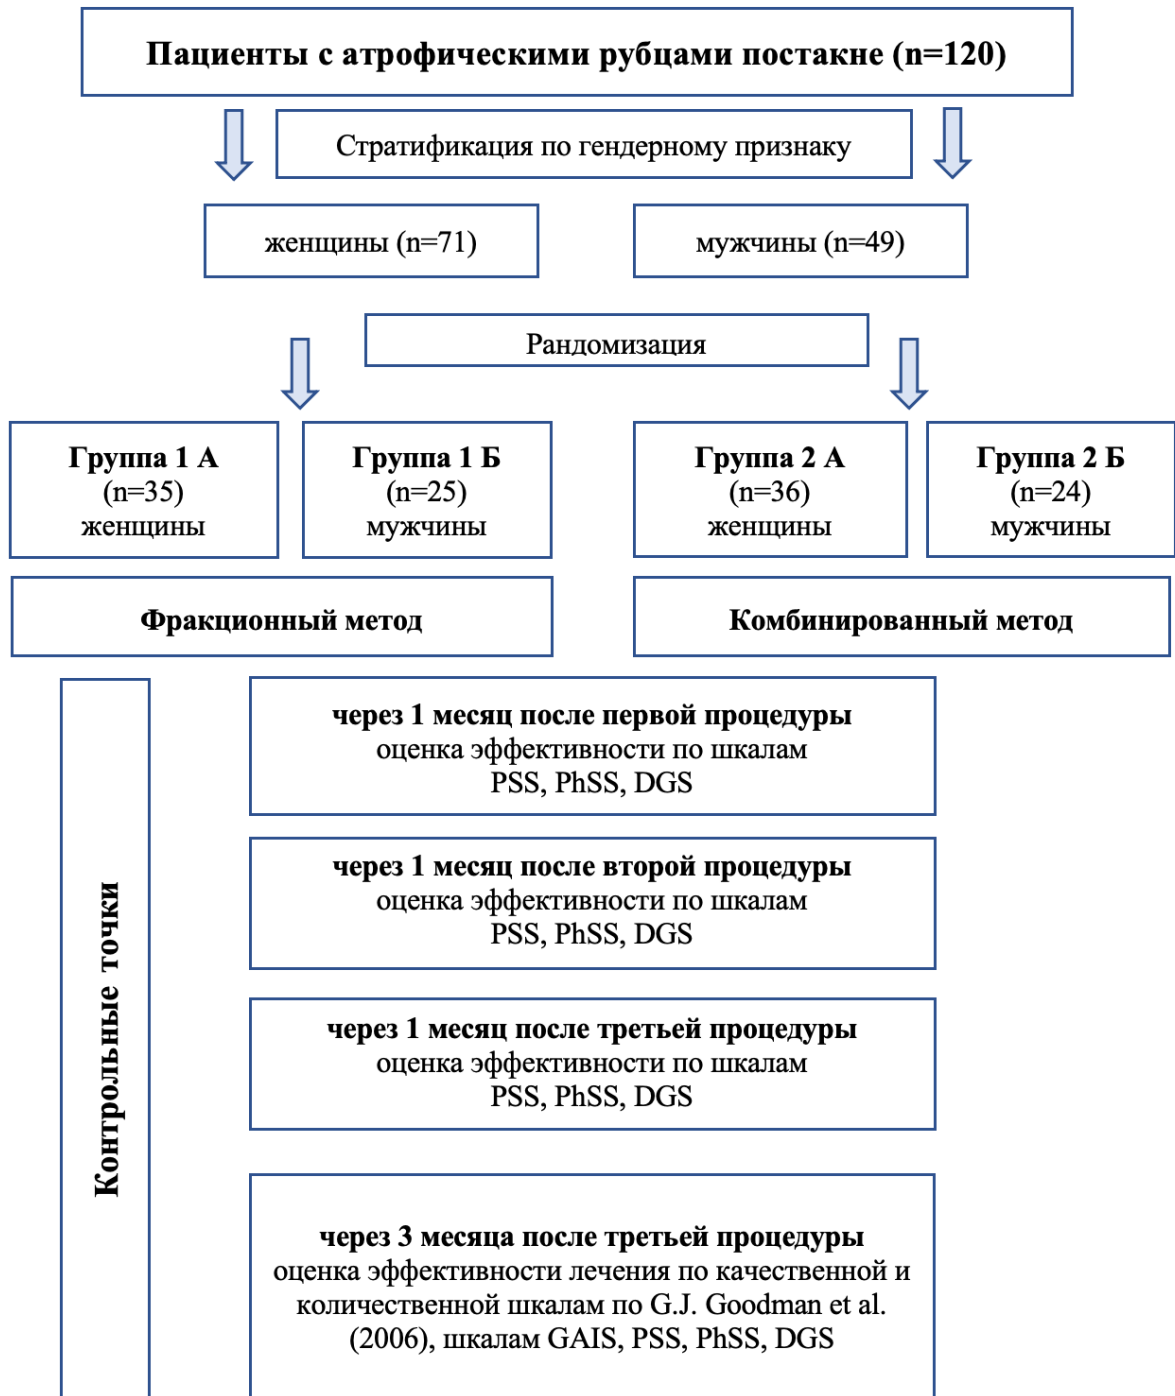 Пациенты с атрофическими рубцами постакне (n=120)
Стратификация по гендерному признаку
женщины (n=71)
мужчины (n=49)
Рандомизация
Группа 1 А
(n=35)
женщины
Группа 1 Б
(n=25)
мужчины
Группа 2 А
(n=36)
женщины
Группа 2 Б
(n=24)
мужчины
Фракционный метод
Комбинированный метод
Контрольные точки
через 1 месяц после первой процедуры
оценка эффективности по шкалам
PSS, PhSS, DGS
через 1 месяц после второй процедуры
оценка эффективности по шкалам
PSS, PhSS, DGS
через 1 месяц после третьей процедуры
оценка эффективности по шкалам
PSS, PhSS, DGS
через 3 месяца после третьей процедуры
оценка эффективности лечения по качественной и
количественной шкалам по G.J. Goodman et al.
(2006), шкалам GAIS, PSS, PhSS, DGS